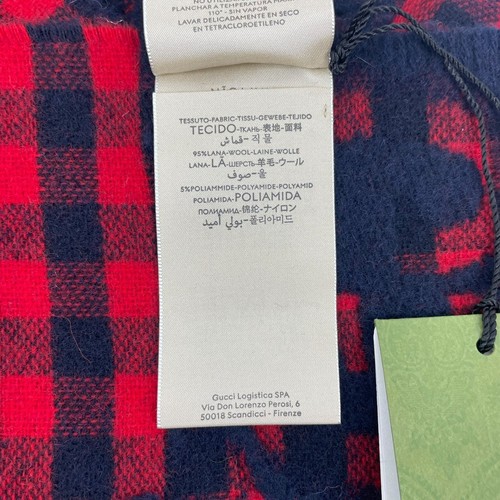 PLANCHAR A TEMPERATURA
110° - SIN VAPOR
LAVAR DELICADAMENTE EN SECO
EN TETRACLOROETILENO
TESSUTO-FABRIC-TISSU-GEWEBE-TEJIDO
TECIDO-ТКАНЬ-表地-面料
قماش-직물
95%LANA-WOOL-LAINE-WOLLE
LANA-LÃ-ШЕРСТЬ-羊毛-ウール
صوف-울
5%POLIAMMIDE-POLYAMIDE-POLYAMID
POLIAMIDA-POLIAMIDA
ПОЛИАМИД-锦纶-ナイロン
بولي أميد-폴리아미드
Gucci Logistica SPA
Via Don Lorenzo Perosi, 6
50018 Scandicci - Firenze